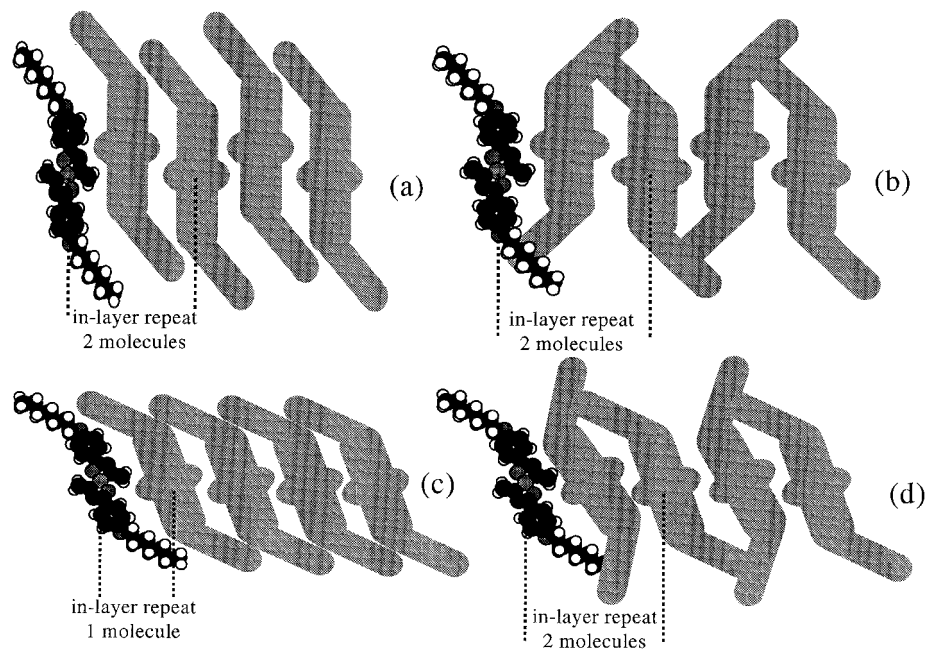 (a)
in-layer repeat
2 molecules
(b)
in-layer repeat
2 molecules
(c)
in-layer repeat
1 molecule
(d)
in-layer repeat
2 molecules